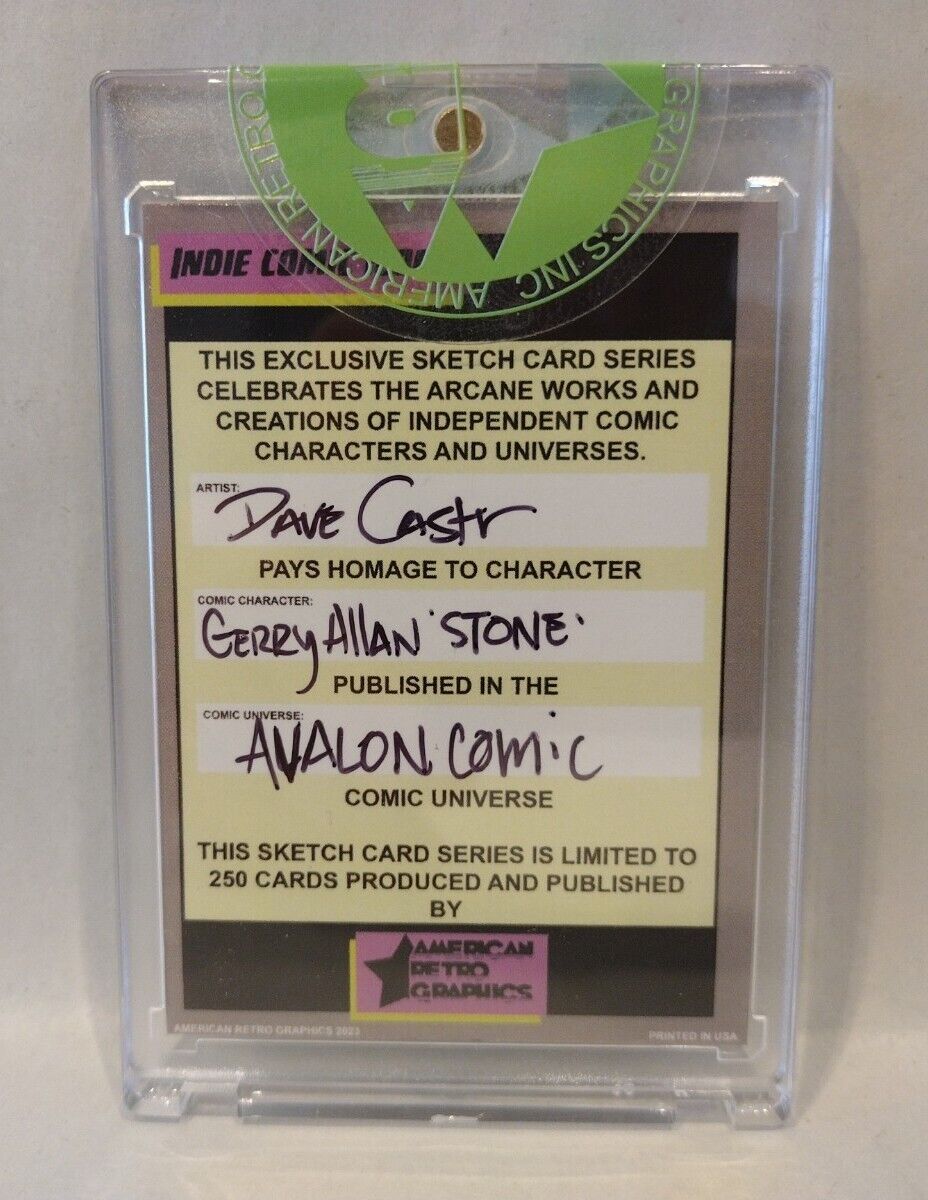 AMERICAN RETRO GRAPHICS INC.
INDIE
THIS EXCLUSIVE SKETCH CARD SERIES
CELEBRATES THE ARCANE WORKS AND
CREATIONS OF INDEPENDENT COMIC
CHARACTERS AND UNIVERSES.
ARTIST:
DAVE Castr
PAYS HOMAGE TO CHARACTER
COMIC CHARACTER:
GERRY AllAN 'STONE'
PUBLISHED IN THE
COMIC UNIVERSE:
AVALON COMIC
COMIC UNIVERSE
THIS SKETCH CARD SERIES IS LIMITED TO
250 CARDS PRODUCED AND PUBLISHED
BY
AMERICAN
RETRO
GRAPHICS
AMERICAN RETRO GRAPHICS 2023
PRINTED IN USA